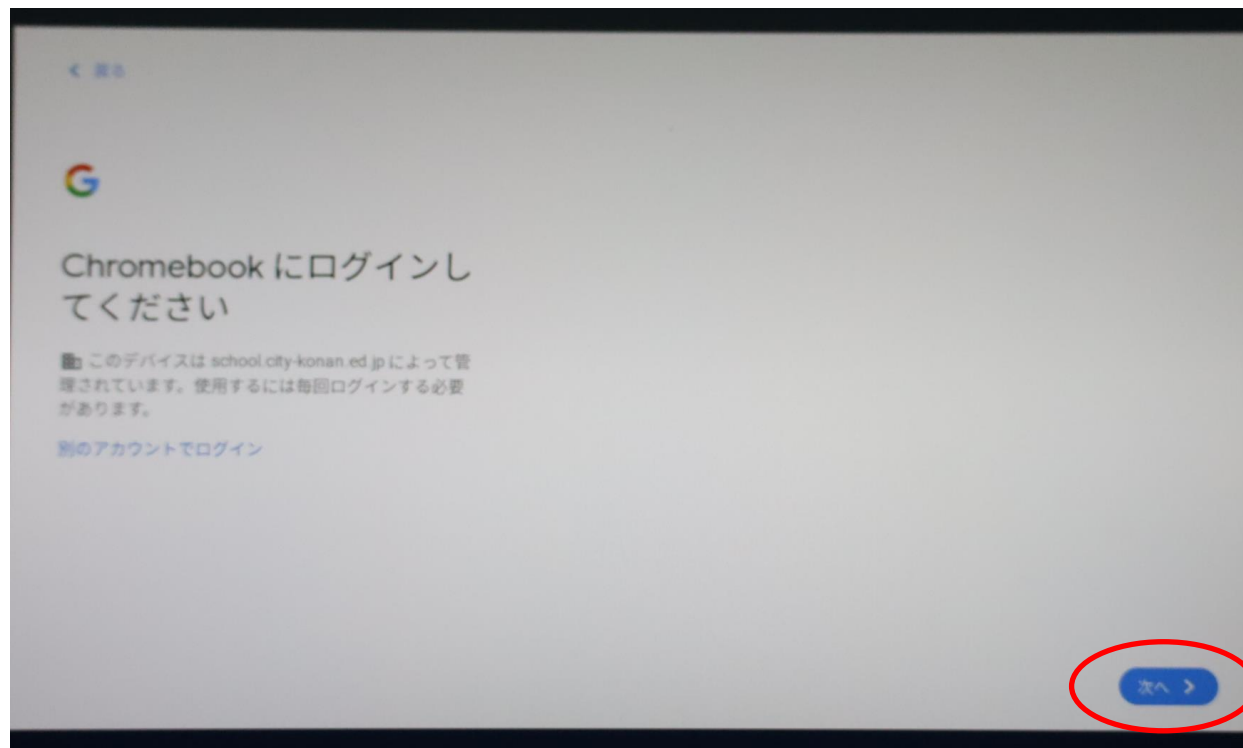 戻る
Chromebook にログインし
てください
このデバイスは school.city-konan.ed.jp によって管
理されています。使用するには毎回ログインする必要
があります。
別のアカウントでログイン
次へ